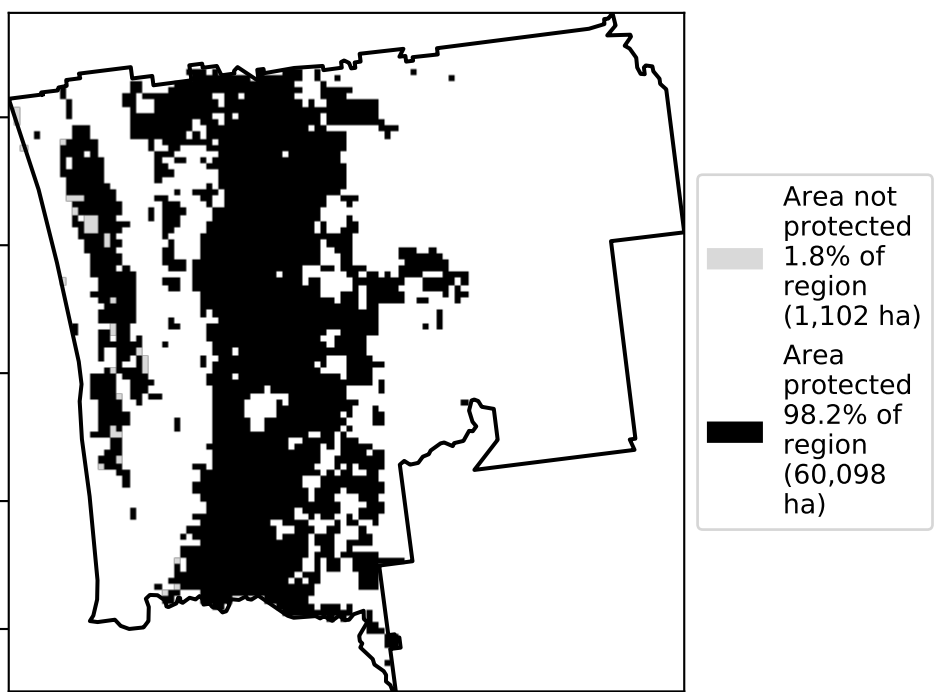 Area not
protected
1.8% of
region
(1,102 ha)
Area
protected
98.2% of
region
(60,098
ha)